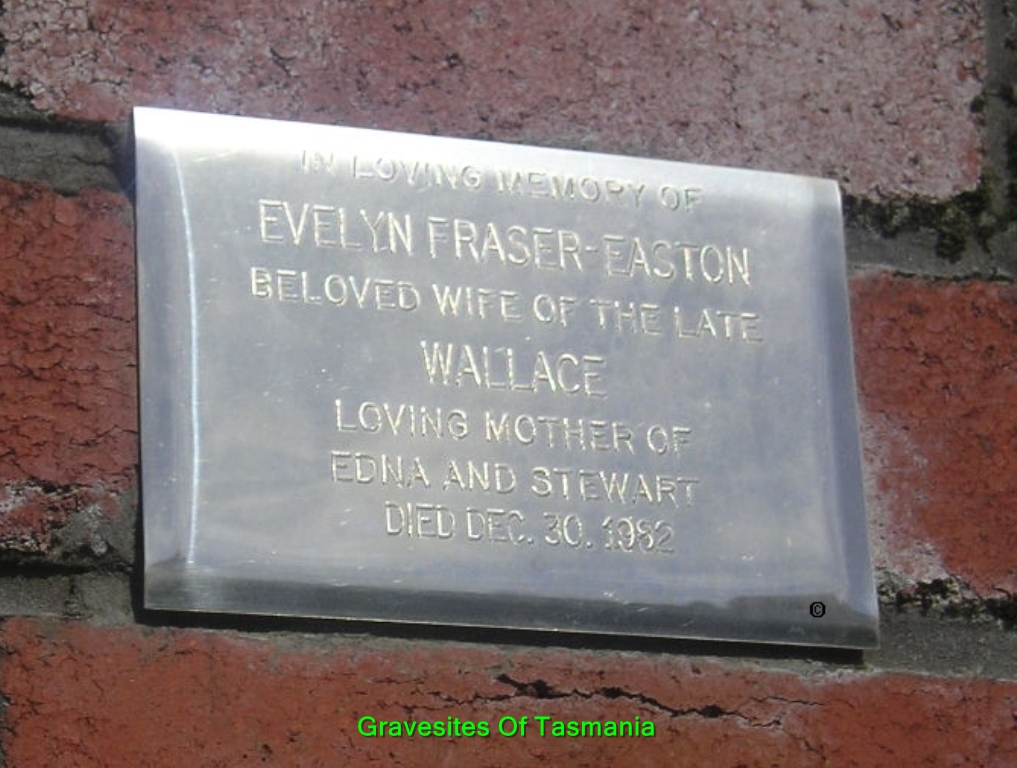 IN LOVING MEMORY OF
EVELYN FRASER-EASTON
BELOVED WIFE OF THE LATE
WALLACE
LOVING MOTHER OF
EDNA AND STEWART
DIED DEC. 30. 1982
©
Gravesites Of Tasmania